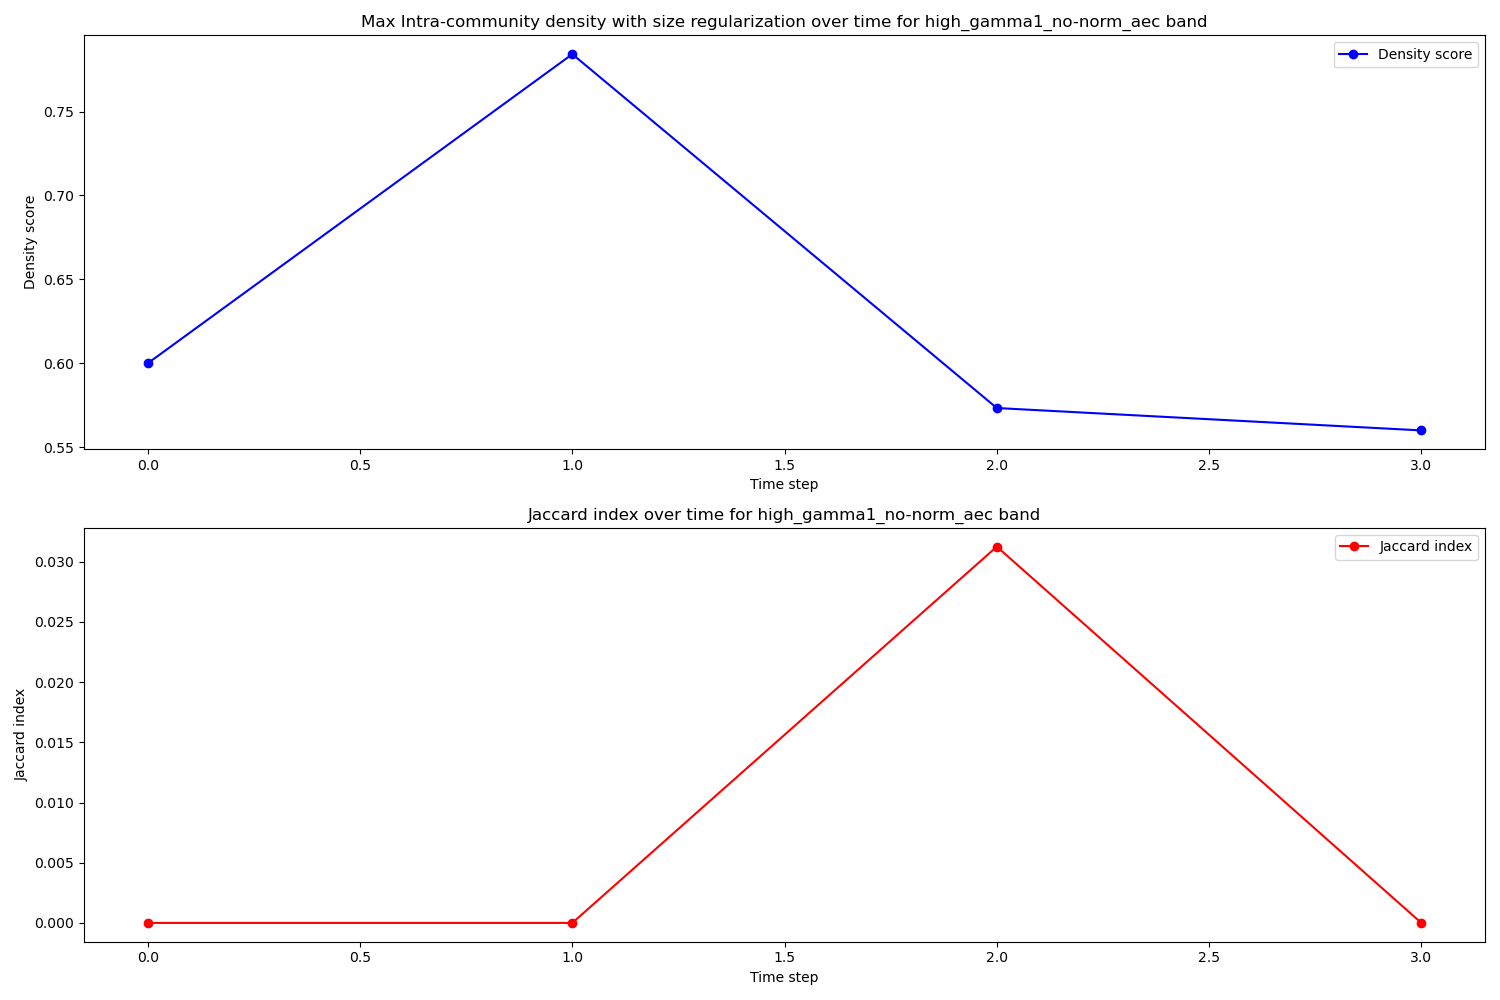 Max Intra-community density with size regularization over time for high_gamma1_no-norm_aec band
Density score
0.75
0.70
0.65
0.60
0.55
Density score
0.0 0.5 1.0 1.5 2.0 2.5 3.0
Time step
Jaccard index over time for high_gamma1_no-norm_aec band
Jaccard index
0.030
0.025
0.020
0.015
0.010
0.005
0.000
Jaccard index
0.0 0.5 1.0 1.5 2.0 2.5 3.0
Time step